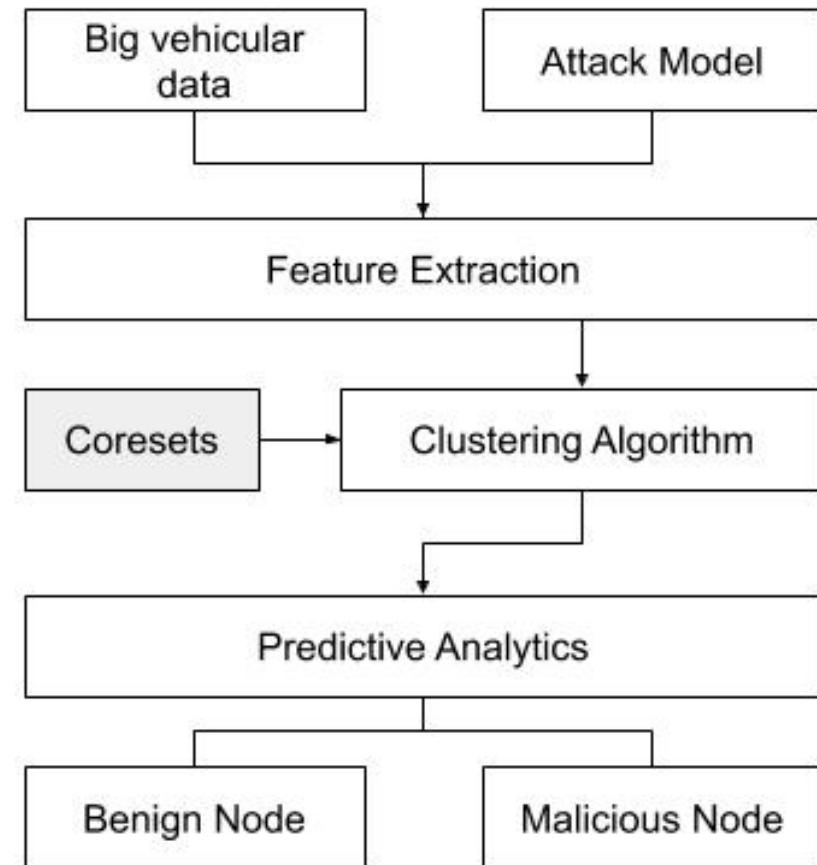 Big vehicular
data
Attack Model
Feature Extraction
Coresets
Clustering Algorithm
Predictive Analytics
Benign Node
Malicious Node